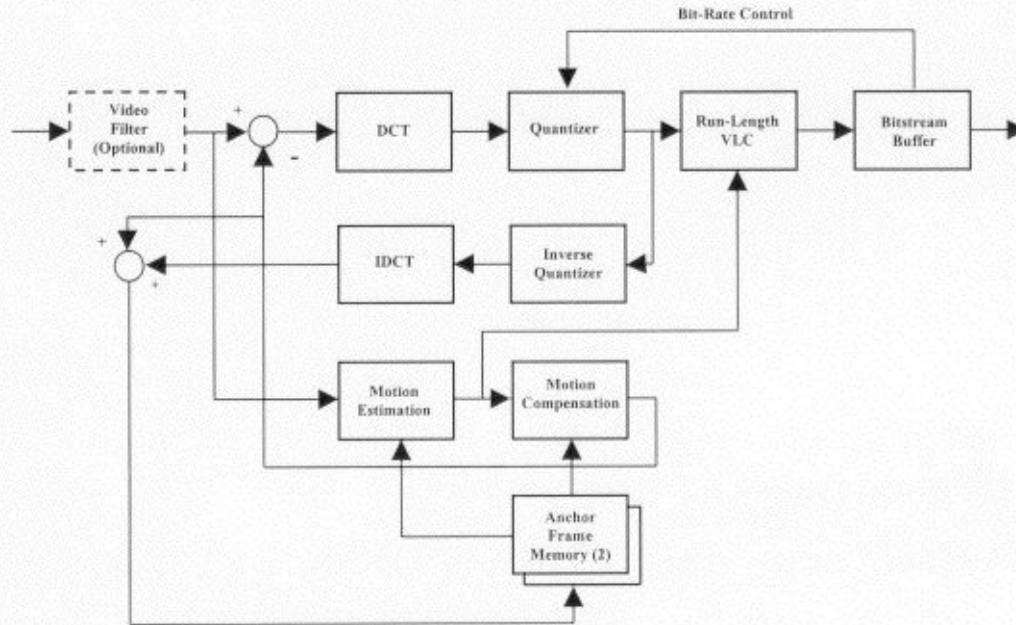 Bit-Rate Control
Video
Filter
(Optional)
+
-
DCT
Quantizer
Run-Length
VLC
Bitstream
Buffer
+
+
IDCT
Inverse
Quantizer
Motion
Estimation
Motion
Compensation
Anchor
Frame
Memory (2)